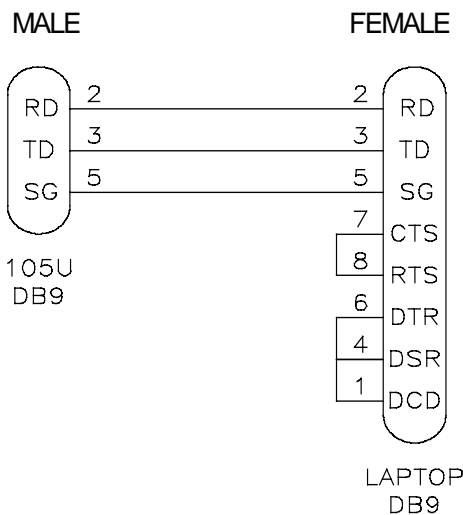 MALE FEMALE
RD 2 2 RD
TD 3 3 TD
SG 5 5 SG
7 CTS
8 RTS
6 DTR
4 DSR
1 DCD
105U
DB9
LAPTOP
DB9